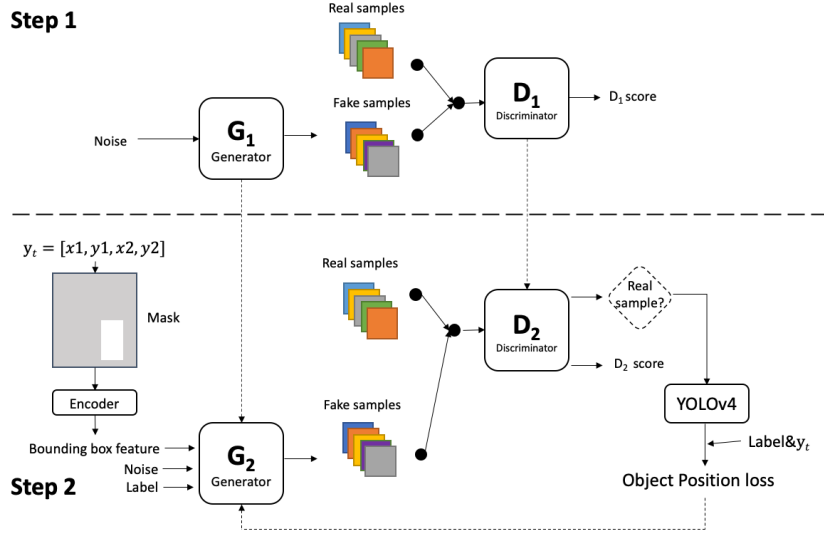 Step 1
Real samples
Fake samples
Noise
G₁
Generator
D₁
Discriminator
D₁ score
yₜ = [x1, y1, x2, y2]
Mask
Encoder
Bounding box feature
Noise
Label
Step 2
G₂
Generator
Real samples
Fake samples
D₂
Discriminator
Real
sample?
D₂ score
YOLOv4
Label&yₜ
Object Position loss